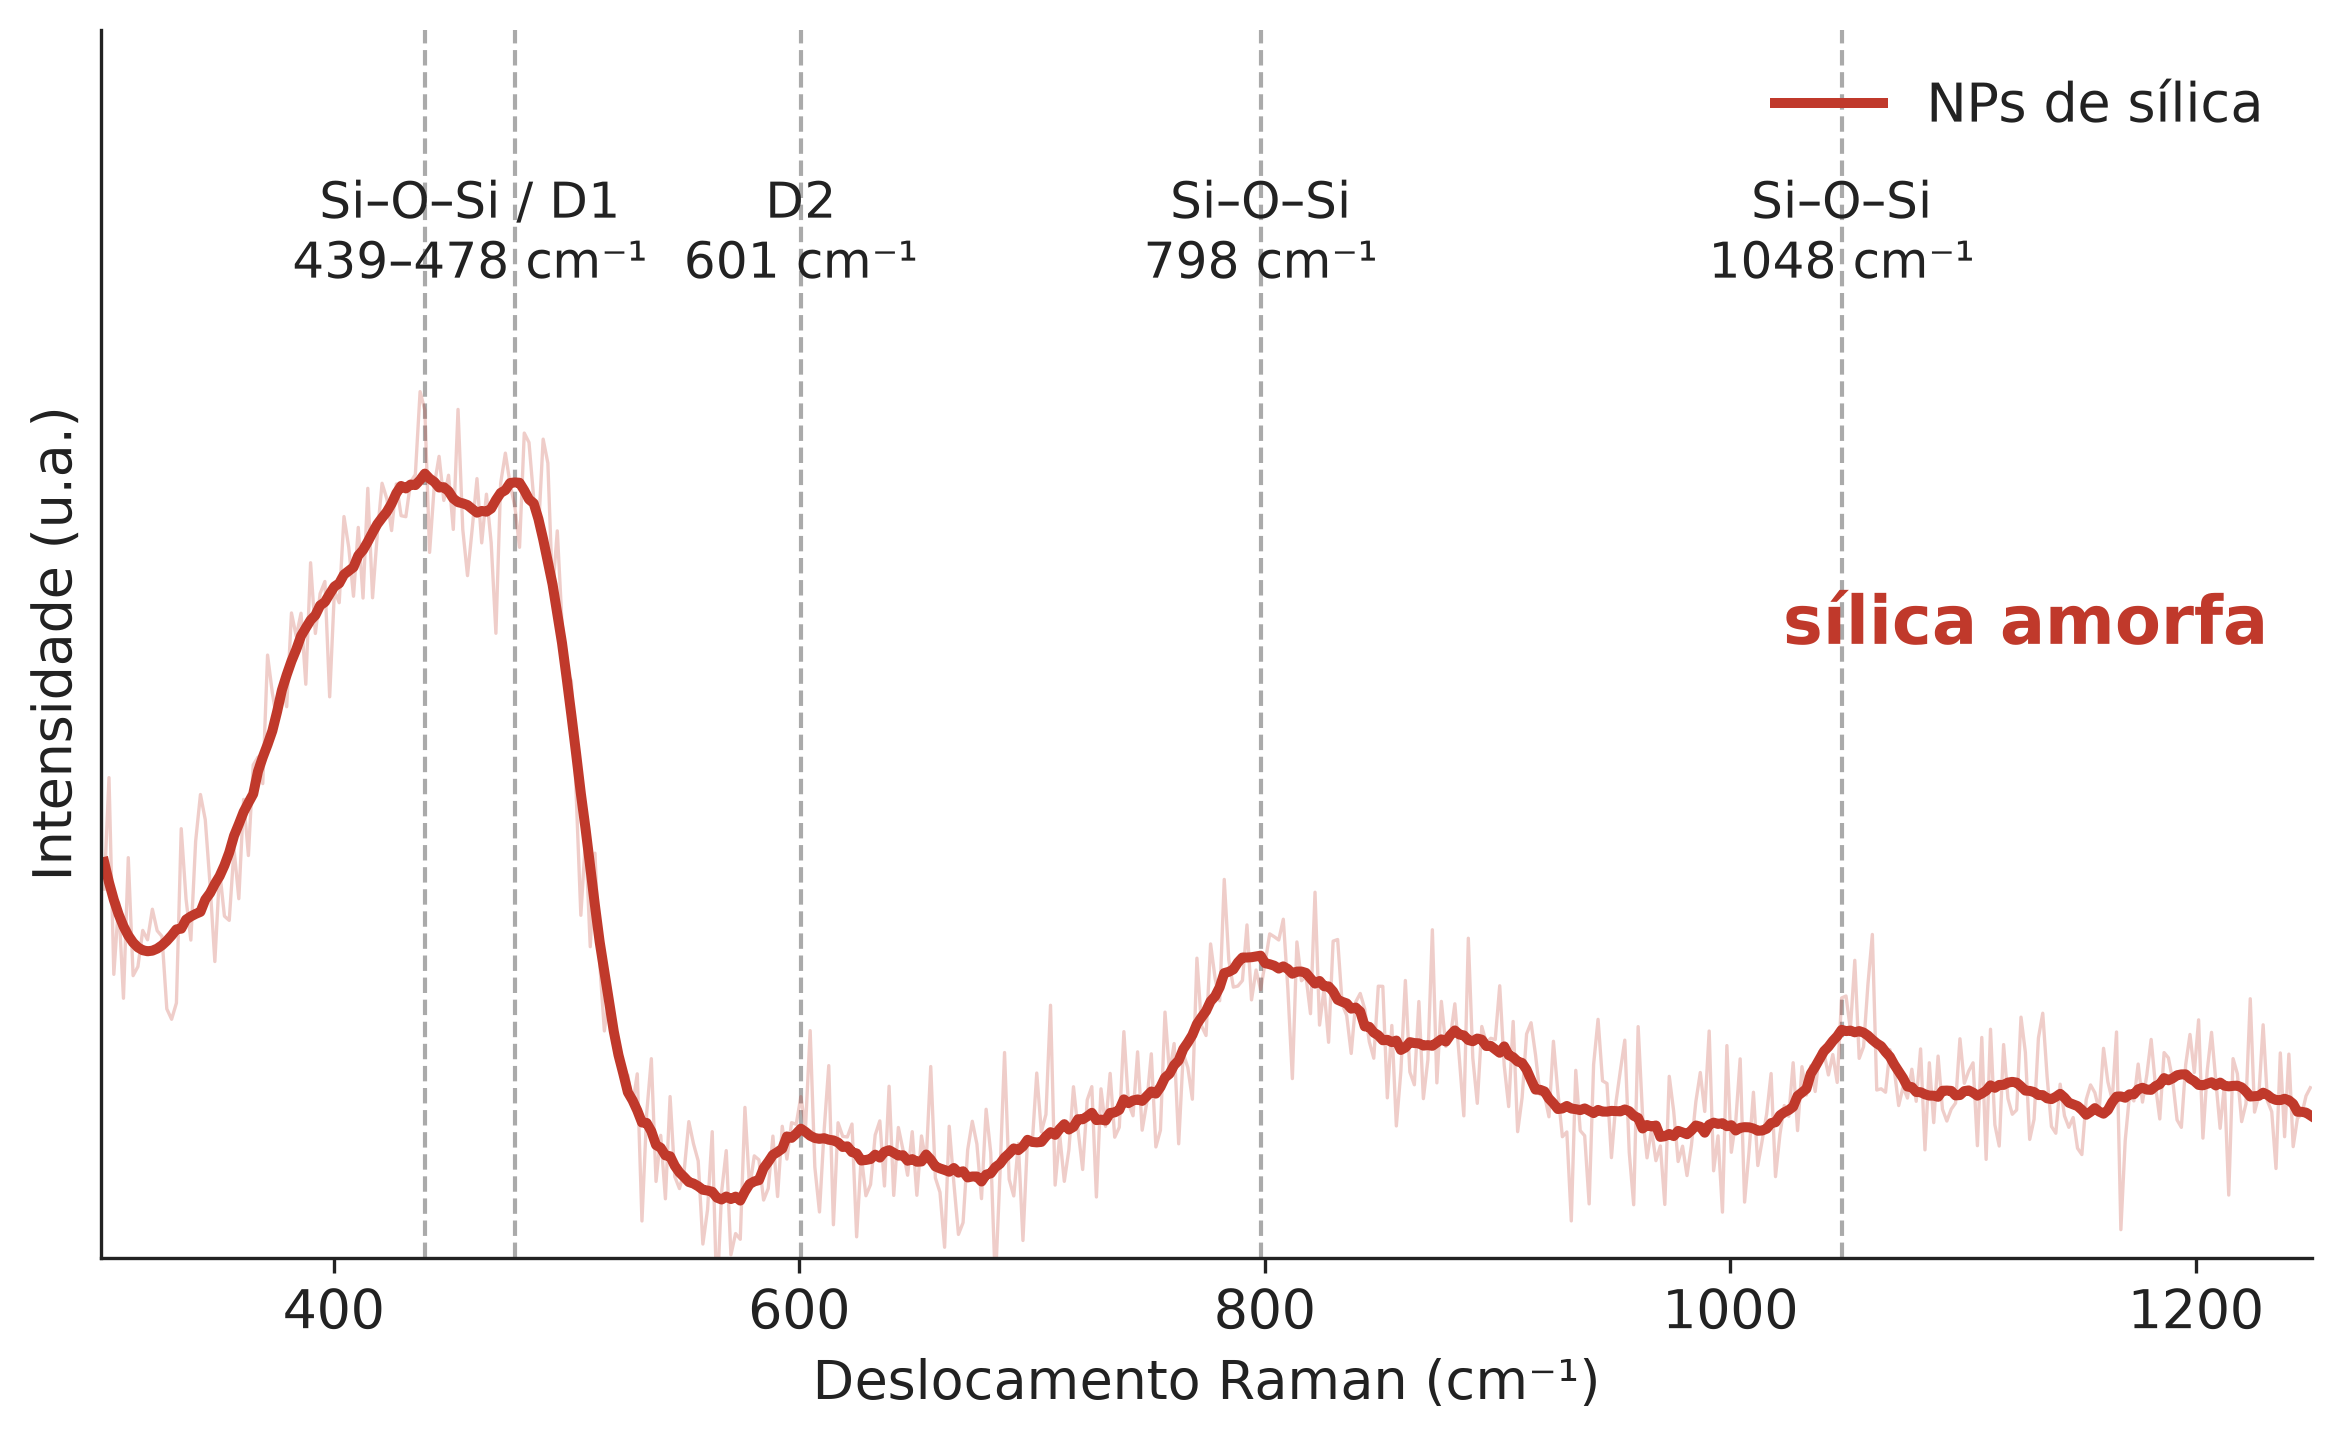 NPs de sílica
Si–O–Si / D1
439–478 cm⁻¹
D2
601 cm⁻¹
Si–O–Si
798 cm⁻¹
Si–O–Si
1048 cm⁻¹
sílica amorfa
Intensidade (u.a.)
400 600 800 1000 1200
Deslocamento Raman (cm⁻¹)